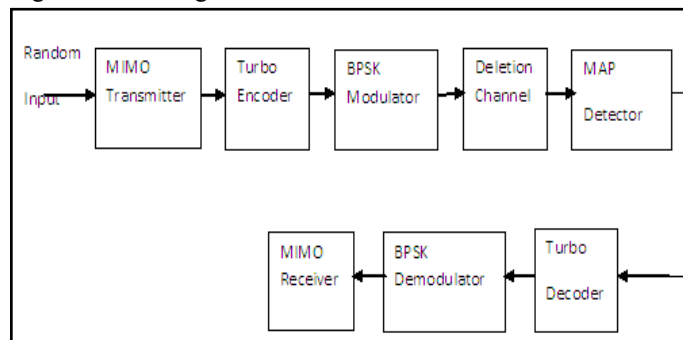 Random
Input
MIMO
Transmitter
Turbo
Encoder
BPSK
Modulator
Deletion
Channel
MAP
Detector
MIMO
Receiver
BPSK
Demodulator
Turbo
Decoder